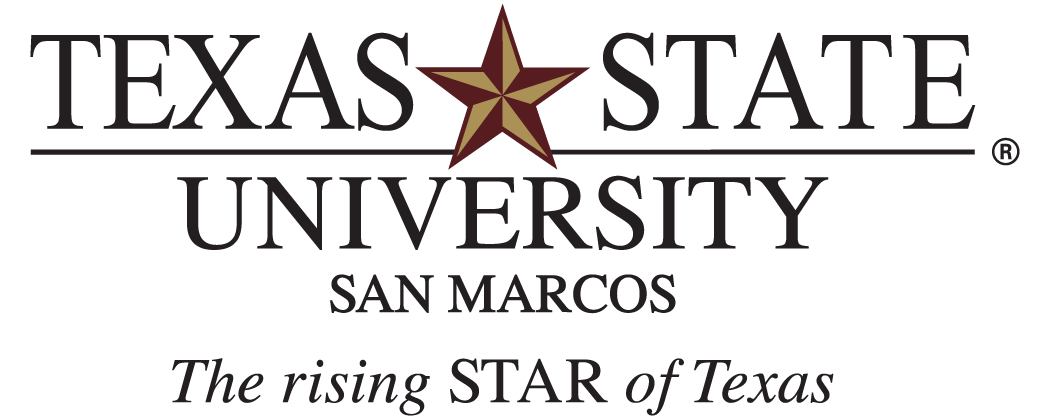 TEXAS STATE
®
UNIVERSITY
SAN MARCOS
The rising STAR of Texas